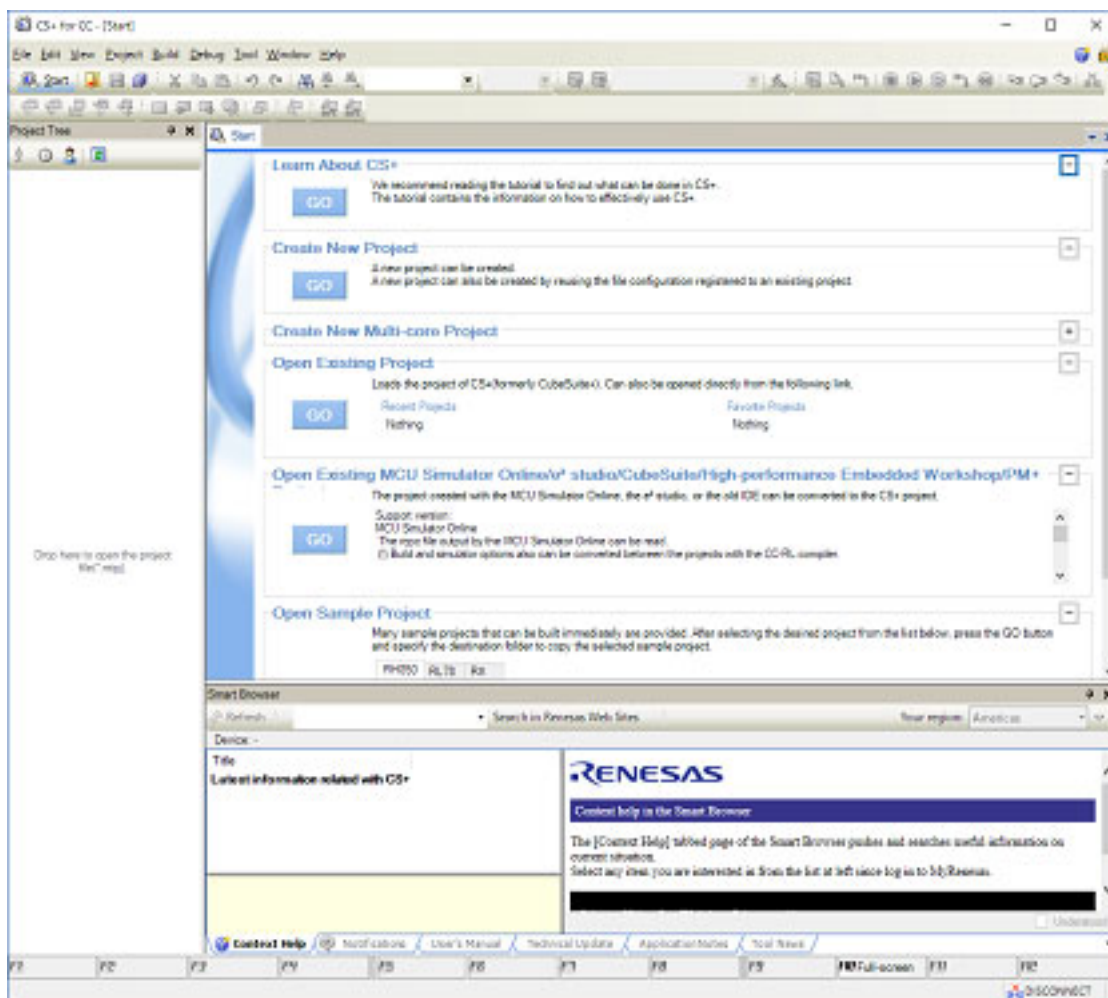 CS+ for CC - [Start]
File Edit View Project Build Debug Tool Window Help
Start
Project Tree
Start
Learn About CS+
We recommend reading the tutorial to find out what can be done in CS+.
GO
The tutorial contains the information on how to effectively use CS+.
Create New Project
A new project can be created.
GO
A new project can also be created by reusing the file configuration registered to an existing project.
Create New Multi-core Project
Open Existing Project
Loads the project of CS+(formerly CubeSuite+). Can also be opened directly from the following link.
GO
Recent Projects Favorite Projects
Nothing Nothing
Open Existing MCU Simulator Online/e² studio/CubeSuite/High-performance Embedded Workshop/PM+
The project created with the MCU Simulator Online, the e² studio, or the old IDE can be converted to the CS+ project.
Support version:
MCU Simulator Online
GO
The file output by the MCU Simulator Online can be read.
Build and simulator options also can be converted between the projects with the CC-RL compiler.
Drop here to open the project
Open Sample Project
Many sample projects that can be built immediately are provided. After selecting the desired project from the list below, press the GO button
and specify the destination folder to copy the selected sample project.
RH850 RL78 RX
Smart Browser
Refresh Search in Renesas Web Sites Your region: Americas
Device: -
Title
Latest information related with CS+
RENESAS
Context help in the Smart Browser
The [Context Help] tabbed page of the Smart Browser pushes and searches useful information on
current situation.
Select any item you are interested in from the list at left since log in to MyRenesas.
Understood
Context Help Notifications User's Manual Technical Update Application Notes Tool News
F1 F2 F3 F4 F5 F6 F7 F8 F9 F10 Full-screen F11 F12
DISCONNECT